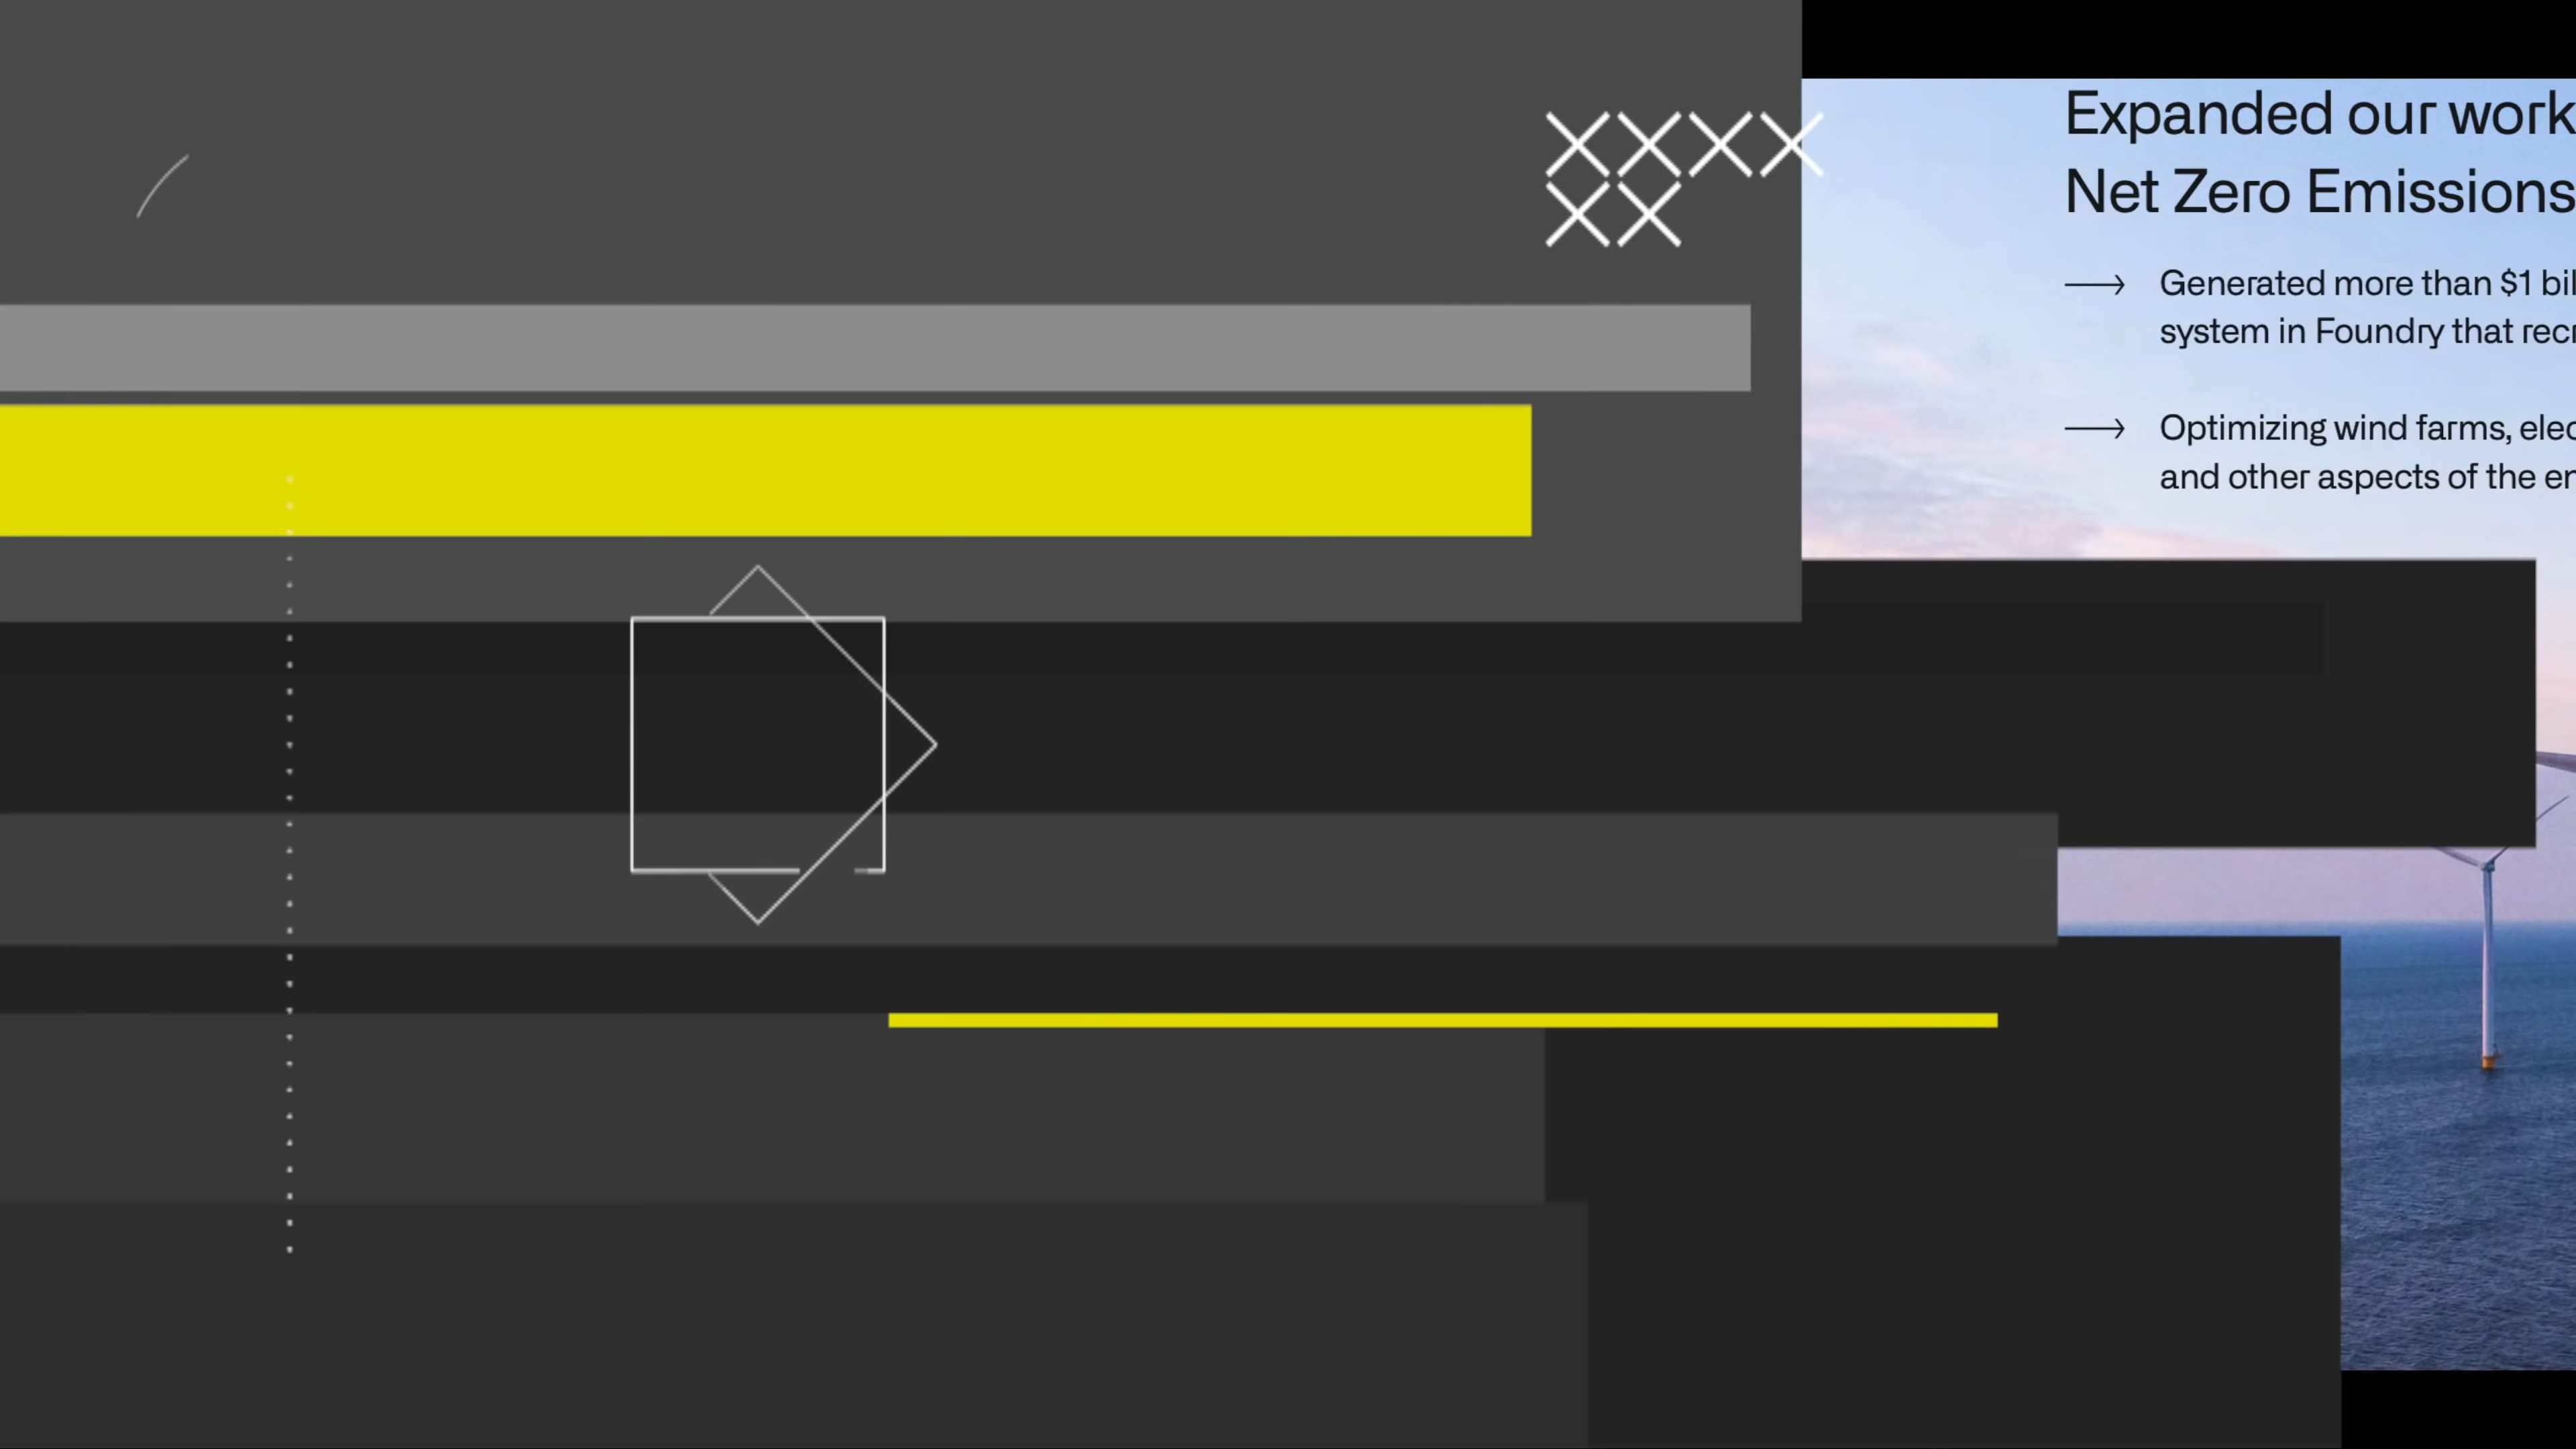 Expanded our work
Net Zero Emissions
Generated more than $1
system in Foundry that
Optimizing wind farms,
and other aspects of the